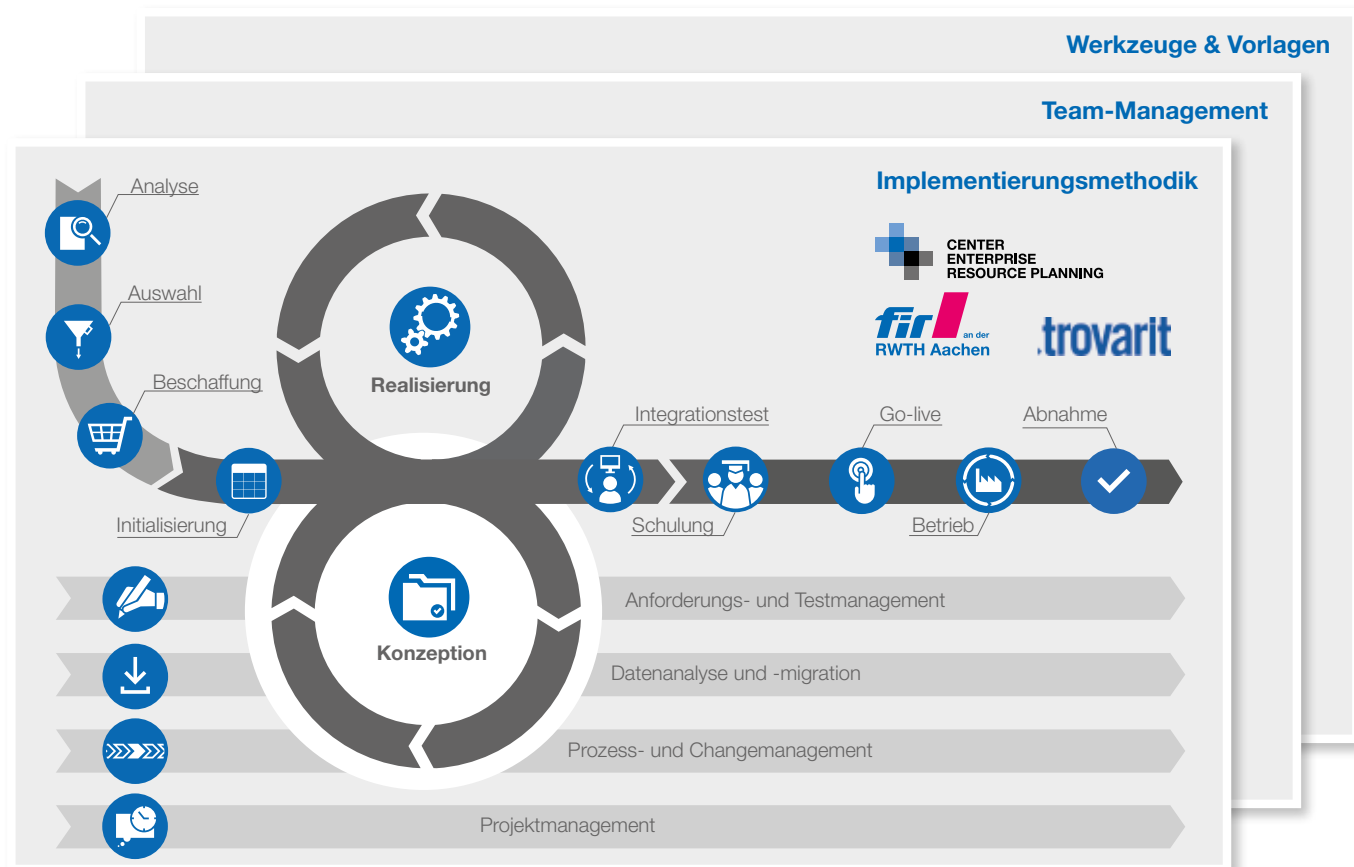 Werkzeuge & Vorlagen
Team-Management
Implementierungsmethodik
CENTER
ENTERPRISE
RESOURCE PLANNING
fir
an der
RWTH Aachen
.trovarit
Analyse
Auswahl
Beschaffung
Initialisierung
Realisierung
Konzeption
Integrationstest
Schulung
Go-live
Betrieb
Abnahme
Anforderungs- und Testmanagement
Datenanalyse und -migration
Prozess- und Changemanagement
Projektmanagement